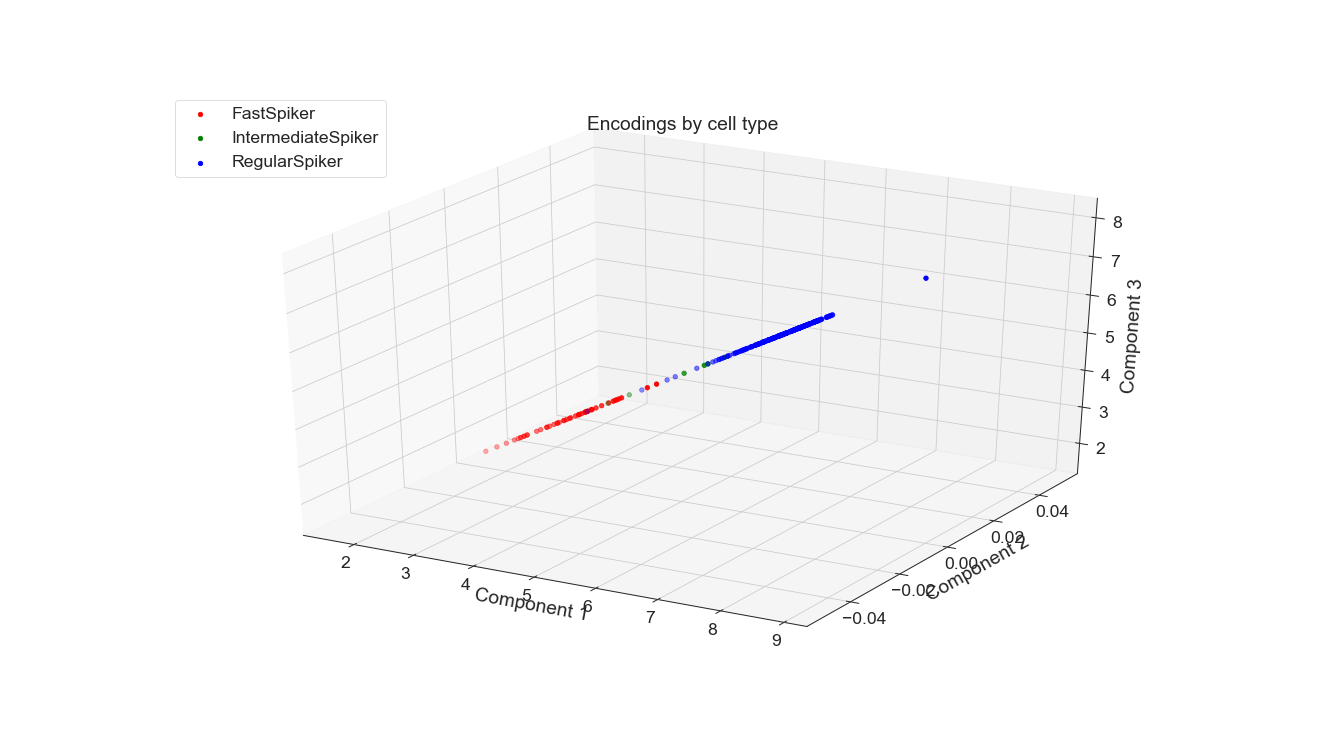 FastSpiker
IntermediateSpiker
RegularSpiker
Encodings by cell type
8
7
6
5
4
3
2
Component 3
0.04
0.02
0.00
−0.02
−0.04
Component 2
2
3
4
5
6
7
8
9
Component 1